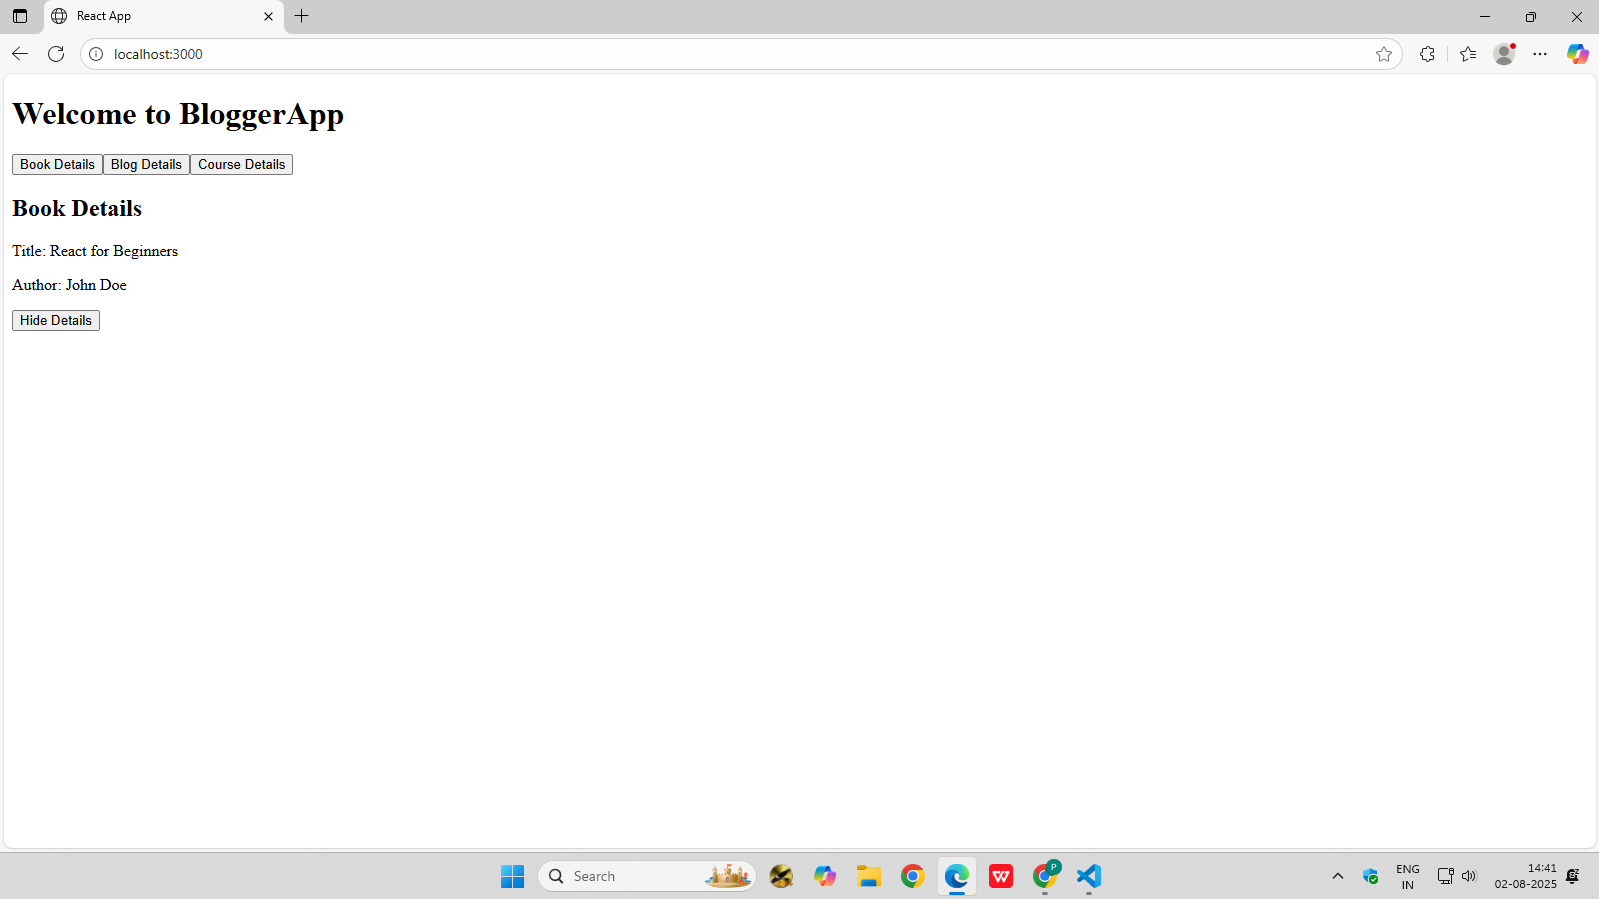 React App
localhost:3000
Welcome to BloggerApp
Book Details Blog Details Course Details
Book Details
Title: React for Beginners
Author: John Doe
Hide Details
Search
P
ENG
IN
14:41
02-08-2025